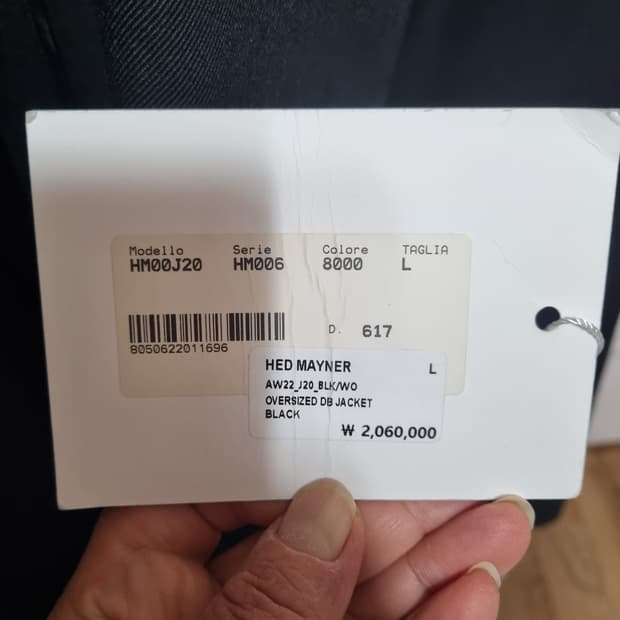 Modello Serie Colore TAGLIA
HM00J20 HM006 8000 L
8050622011696
D. 617
HED MAYNER L
AW22_J20_BLK/WO
OVERSIZED DB JACKET
BLACK
₩ 2,060,000